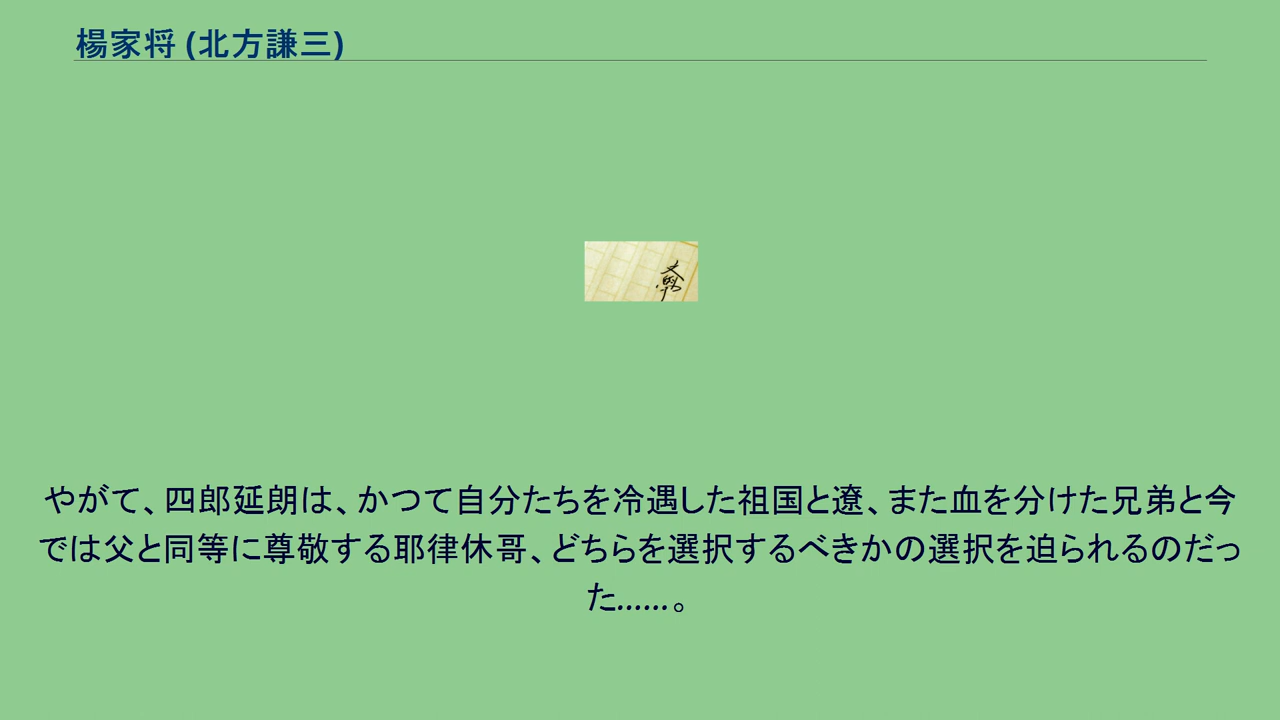 楊家将 (北方謙三)
やがて、四郎延朗は、かつて自分たちを冷遇した祖国と遼、また血を分けた兄弟と今
では父と同等に尊敬する耶律休哥、どちらを選択するべきかの選択を迫られるのだっ
た……。